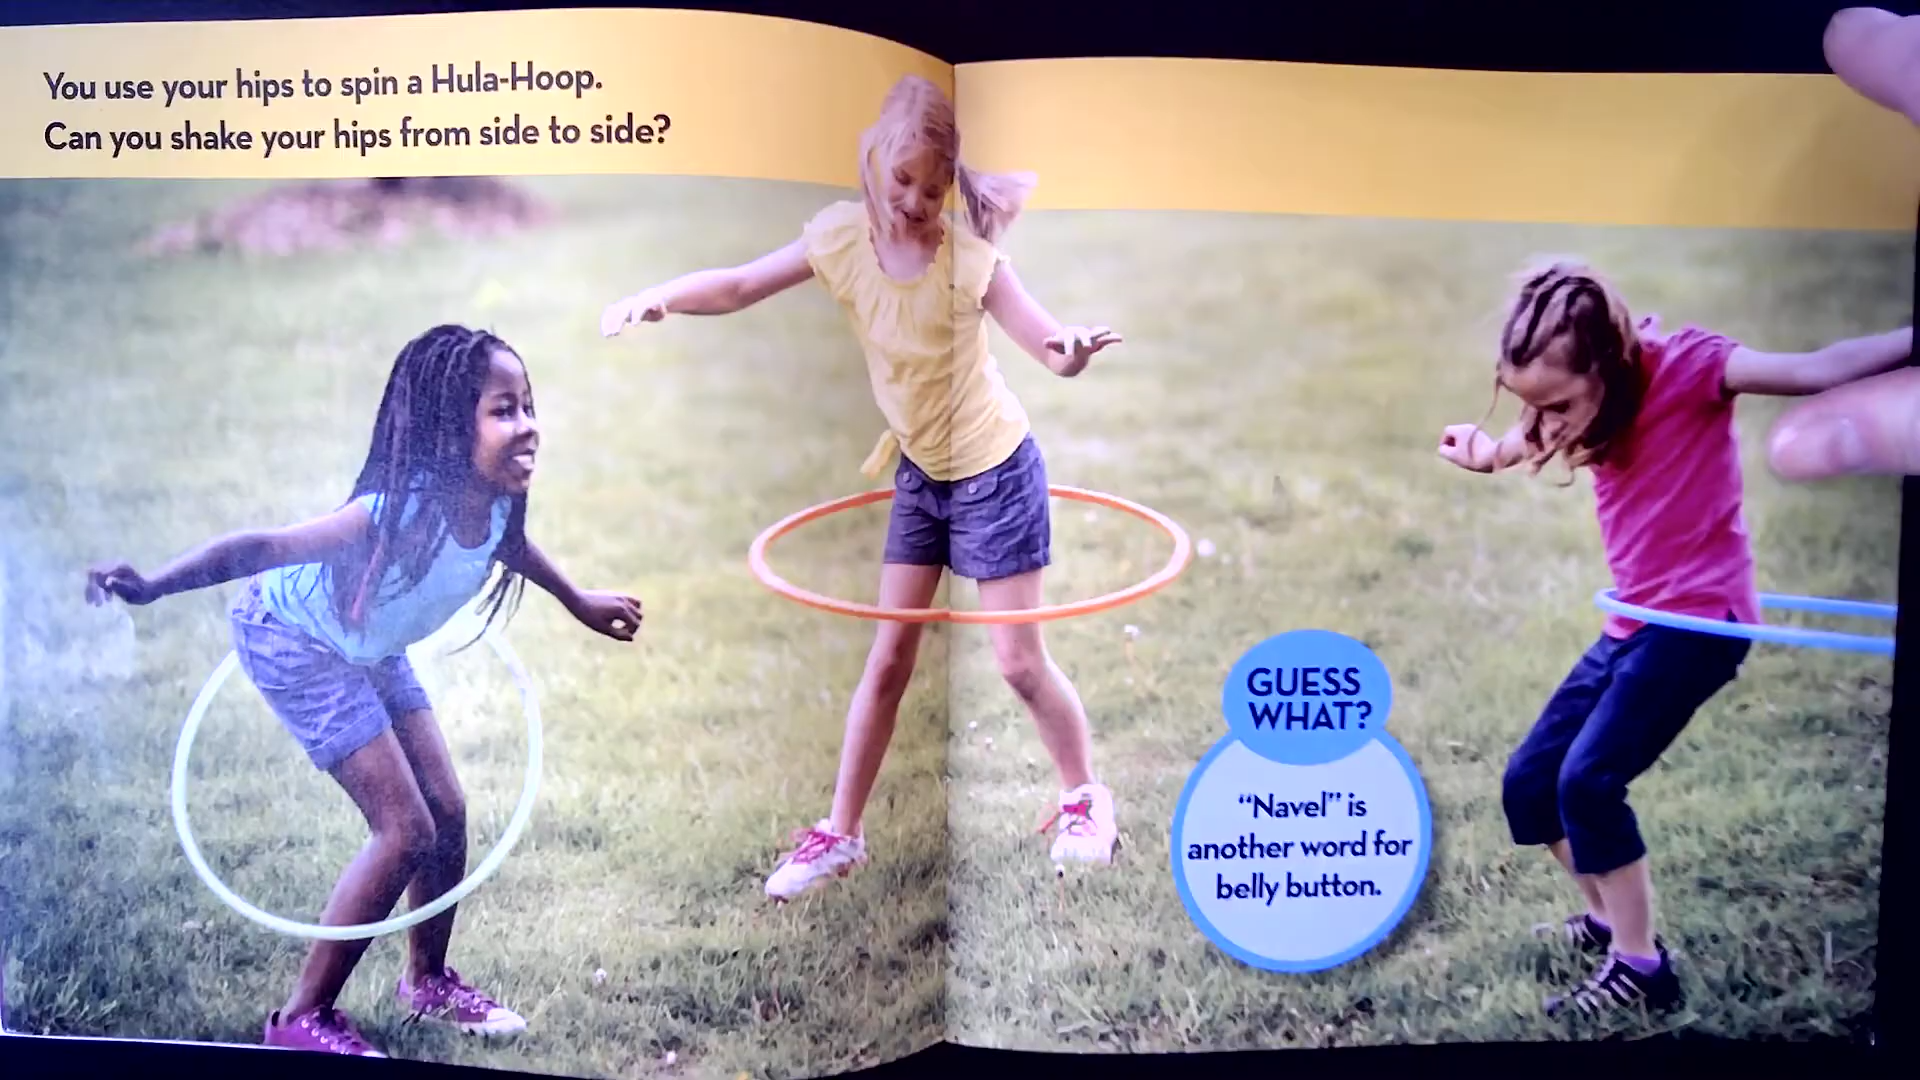 You use your hips to spin a Hula-Hoop.
Can you shake your hips from side to side?
GUESS
WHAT?
“Navel” is
another word for
belly button.